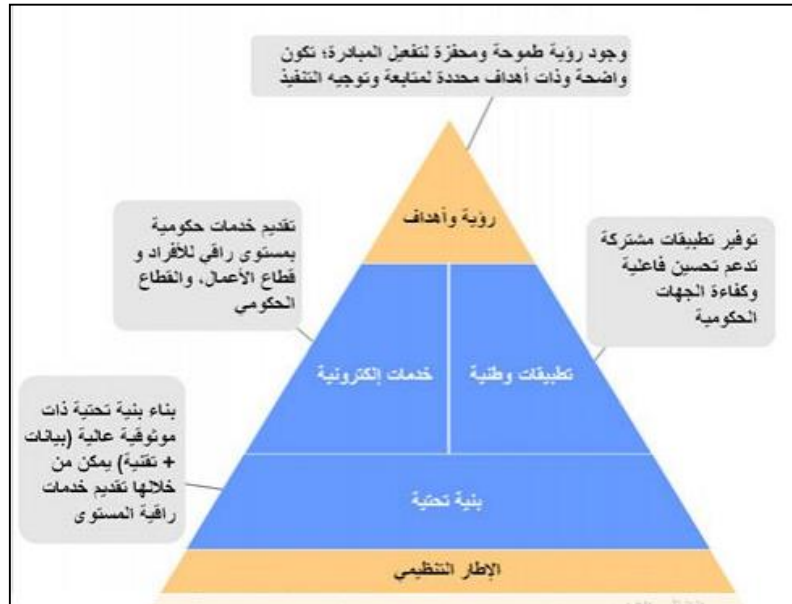 وجود رؤية طموحة ومحفزة لتفعيل المبادرة؛ تكون
واضحة وذات أهداف محددة لمتابعة وتوجيه التنفيذ
رؤية وأهداف
توفير تطبيقات مشتركة
تدعم تحسين فاعلية
وكفاءة الجهات
الحكومية
تقديم خدمات حكومية
بمستوى راقي للأفراد و
قطاع الأعمال، والقطاع
الحكومي
تطبيقات وطنية
خدمات إلكترونية
بناء بنية تحتية ذات
موثوقية عالية (بيانات
+ تقنية) يمكن من
خلالها تقديم خدمات
راقية المستوى
بنية تحتية
الإطار التنظيمي